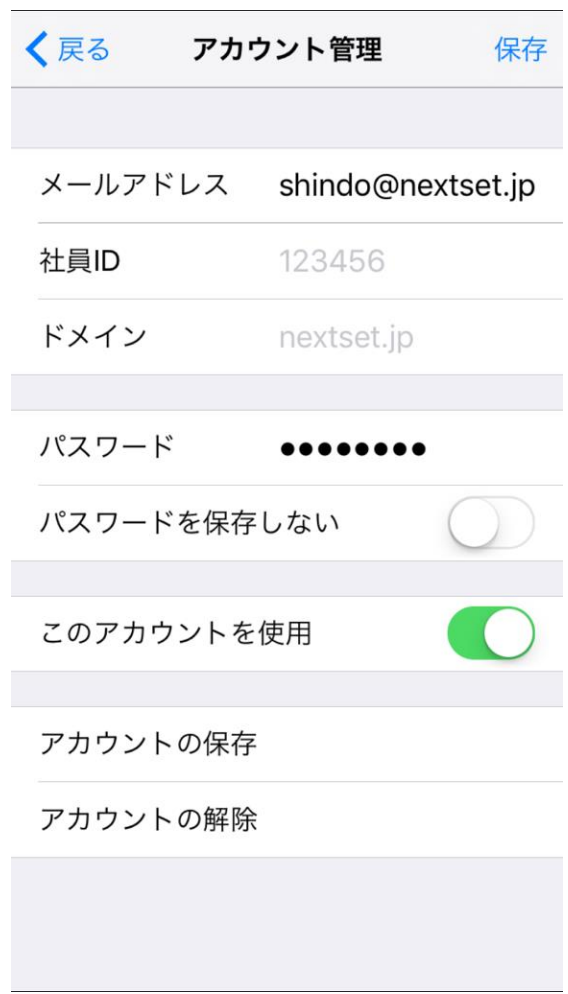 戻る アカウント管理 保存
メールアドレス shindo@nextset.jp
社員ID 123456
ドメイン nextset.jp
パスワード ●●●●●●●●
パスワードを保存しない
このアカウントを使用
アカウントの保存
アカウントの解除